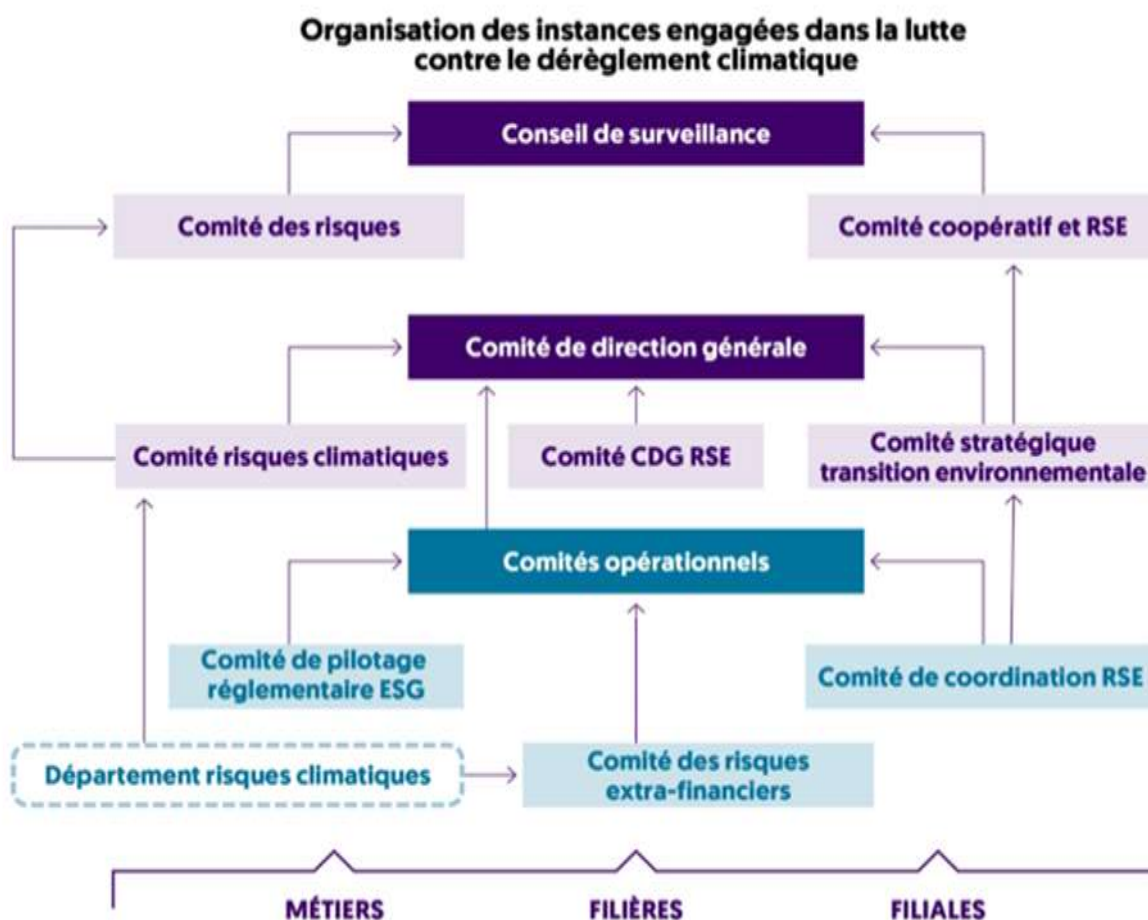 Organisation des instances engagées dans la lutte
contre le dérèglement climatique
Conseil de surveillance
Comité des risques
Comité coopératif et RSE
Comité de direction générale
Comité risques climatiques
Comité CDG RSE
Comité stratégique
transition environnementale
Comités opérationnels
Comité de pilotage
réglementaire ESG
Comité de coordination RSE
Département risques climatiques
Comité des risques
extra-financiers
MÉTIERS
FILIÈRES
FILIALES